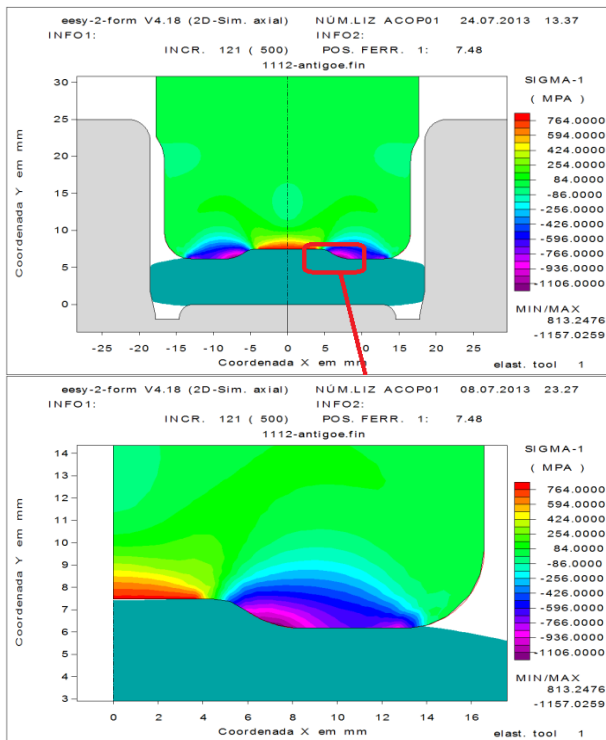 eesy-2-form V4.18 (2D-Sim. axial) NÚM.LIZ ACOP01 24.07.2013 13.37
INFO1: INFO2:
INCR. 121 ( 500) POS. FERR. 1: 7.48
1112-antigoe.fin
SIGMA-1
( MPA )
764.0000
594.0000
424.0000
254.0000
84.0000
-86.0000
-256.0000
-426.0000
-596.0000
-766.0000
-936.0000
-1106.0000
MIN/MAX
813.2476
-1157.0259
Coordenada Y em mm
30
25
20
15
10
5
0
-25 -20 -15 -10 -5 0 5 10 15 20 25
Coordenada X em mm
elast. tool 1
eesy-2-form V4.18 (2D-Sim. axial) NÚM.LIZ ACOP01 08.07.2013 23.27
INFO1: INFO2:
INCR. 121 ( 500) POS. FERR. 1: 7.48
1112-antigoe.fin
SIGMA-1
( MPA )
764.0000
594.0000
424.0000
254.0000
84.0000
-86.0000
-256.0000
-426.0000
-596.0000
-766.0000
-936.0000
-1106.0000
MIN/MAX
813.2476
-1157.0259
Coordenada Y em mm
14
13
12
11
10
9
8
7
6
5
4
3
0 2 4 6 8 10 12 14 16
Coordenada X em mm
elast. tool 1